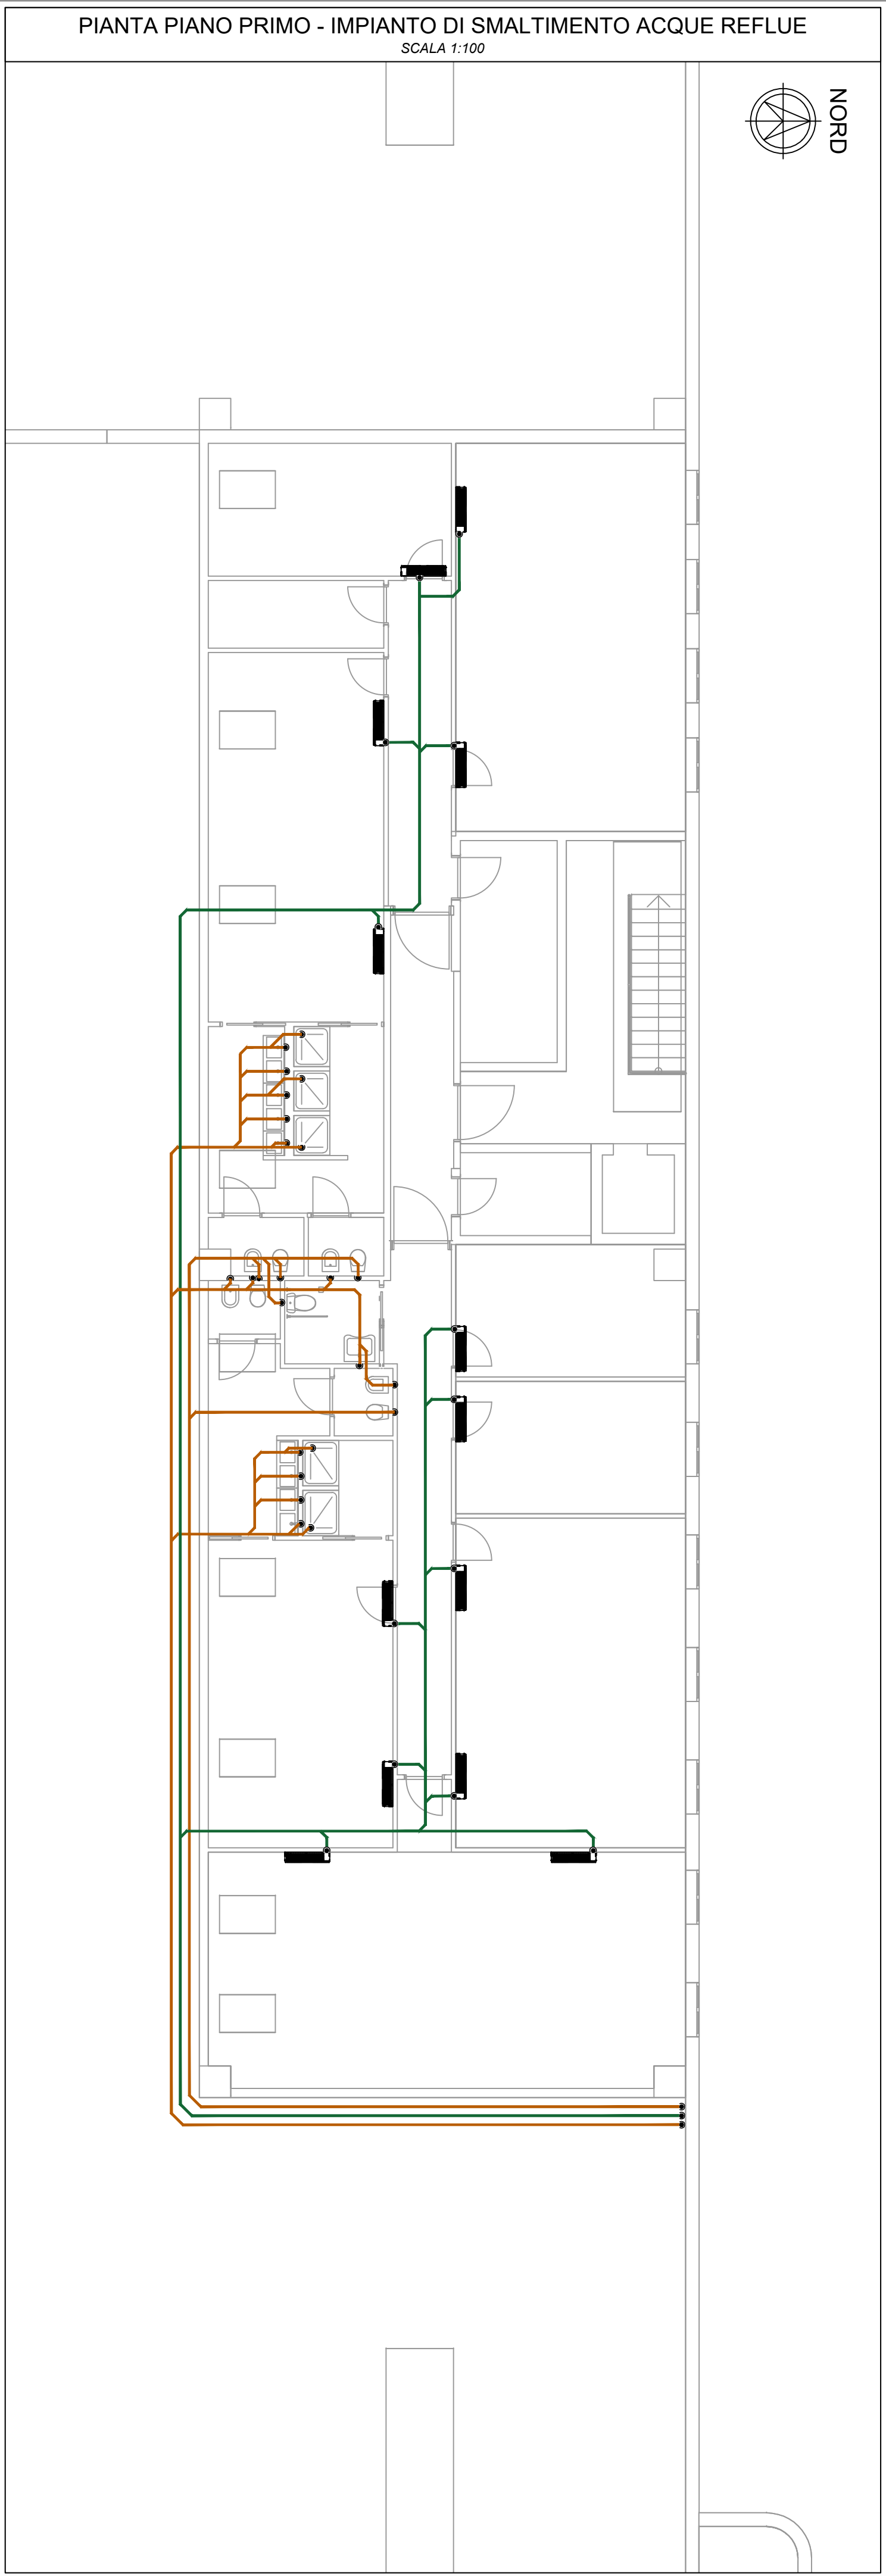 PIANTA PIANO PRIMO - IMPIANTO DI SMALTIMENTO ACQUE REFLUE
SCALA 1:100
NORD